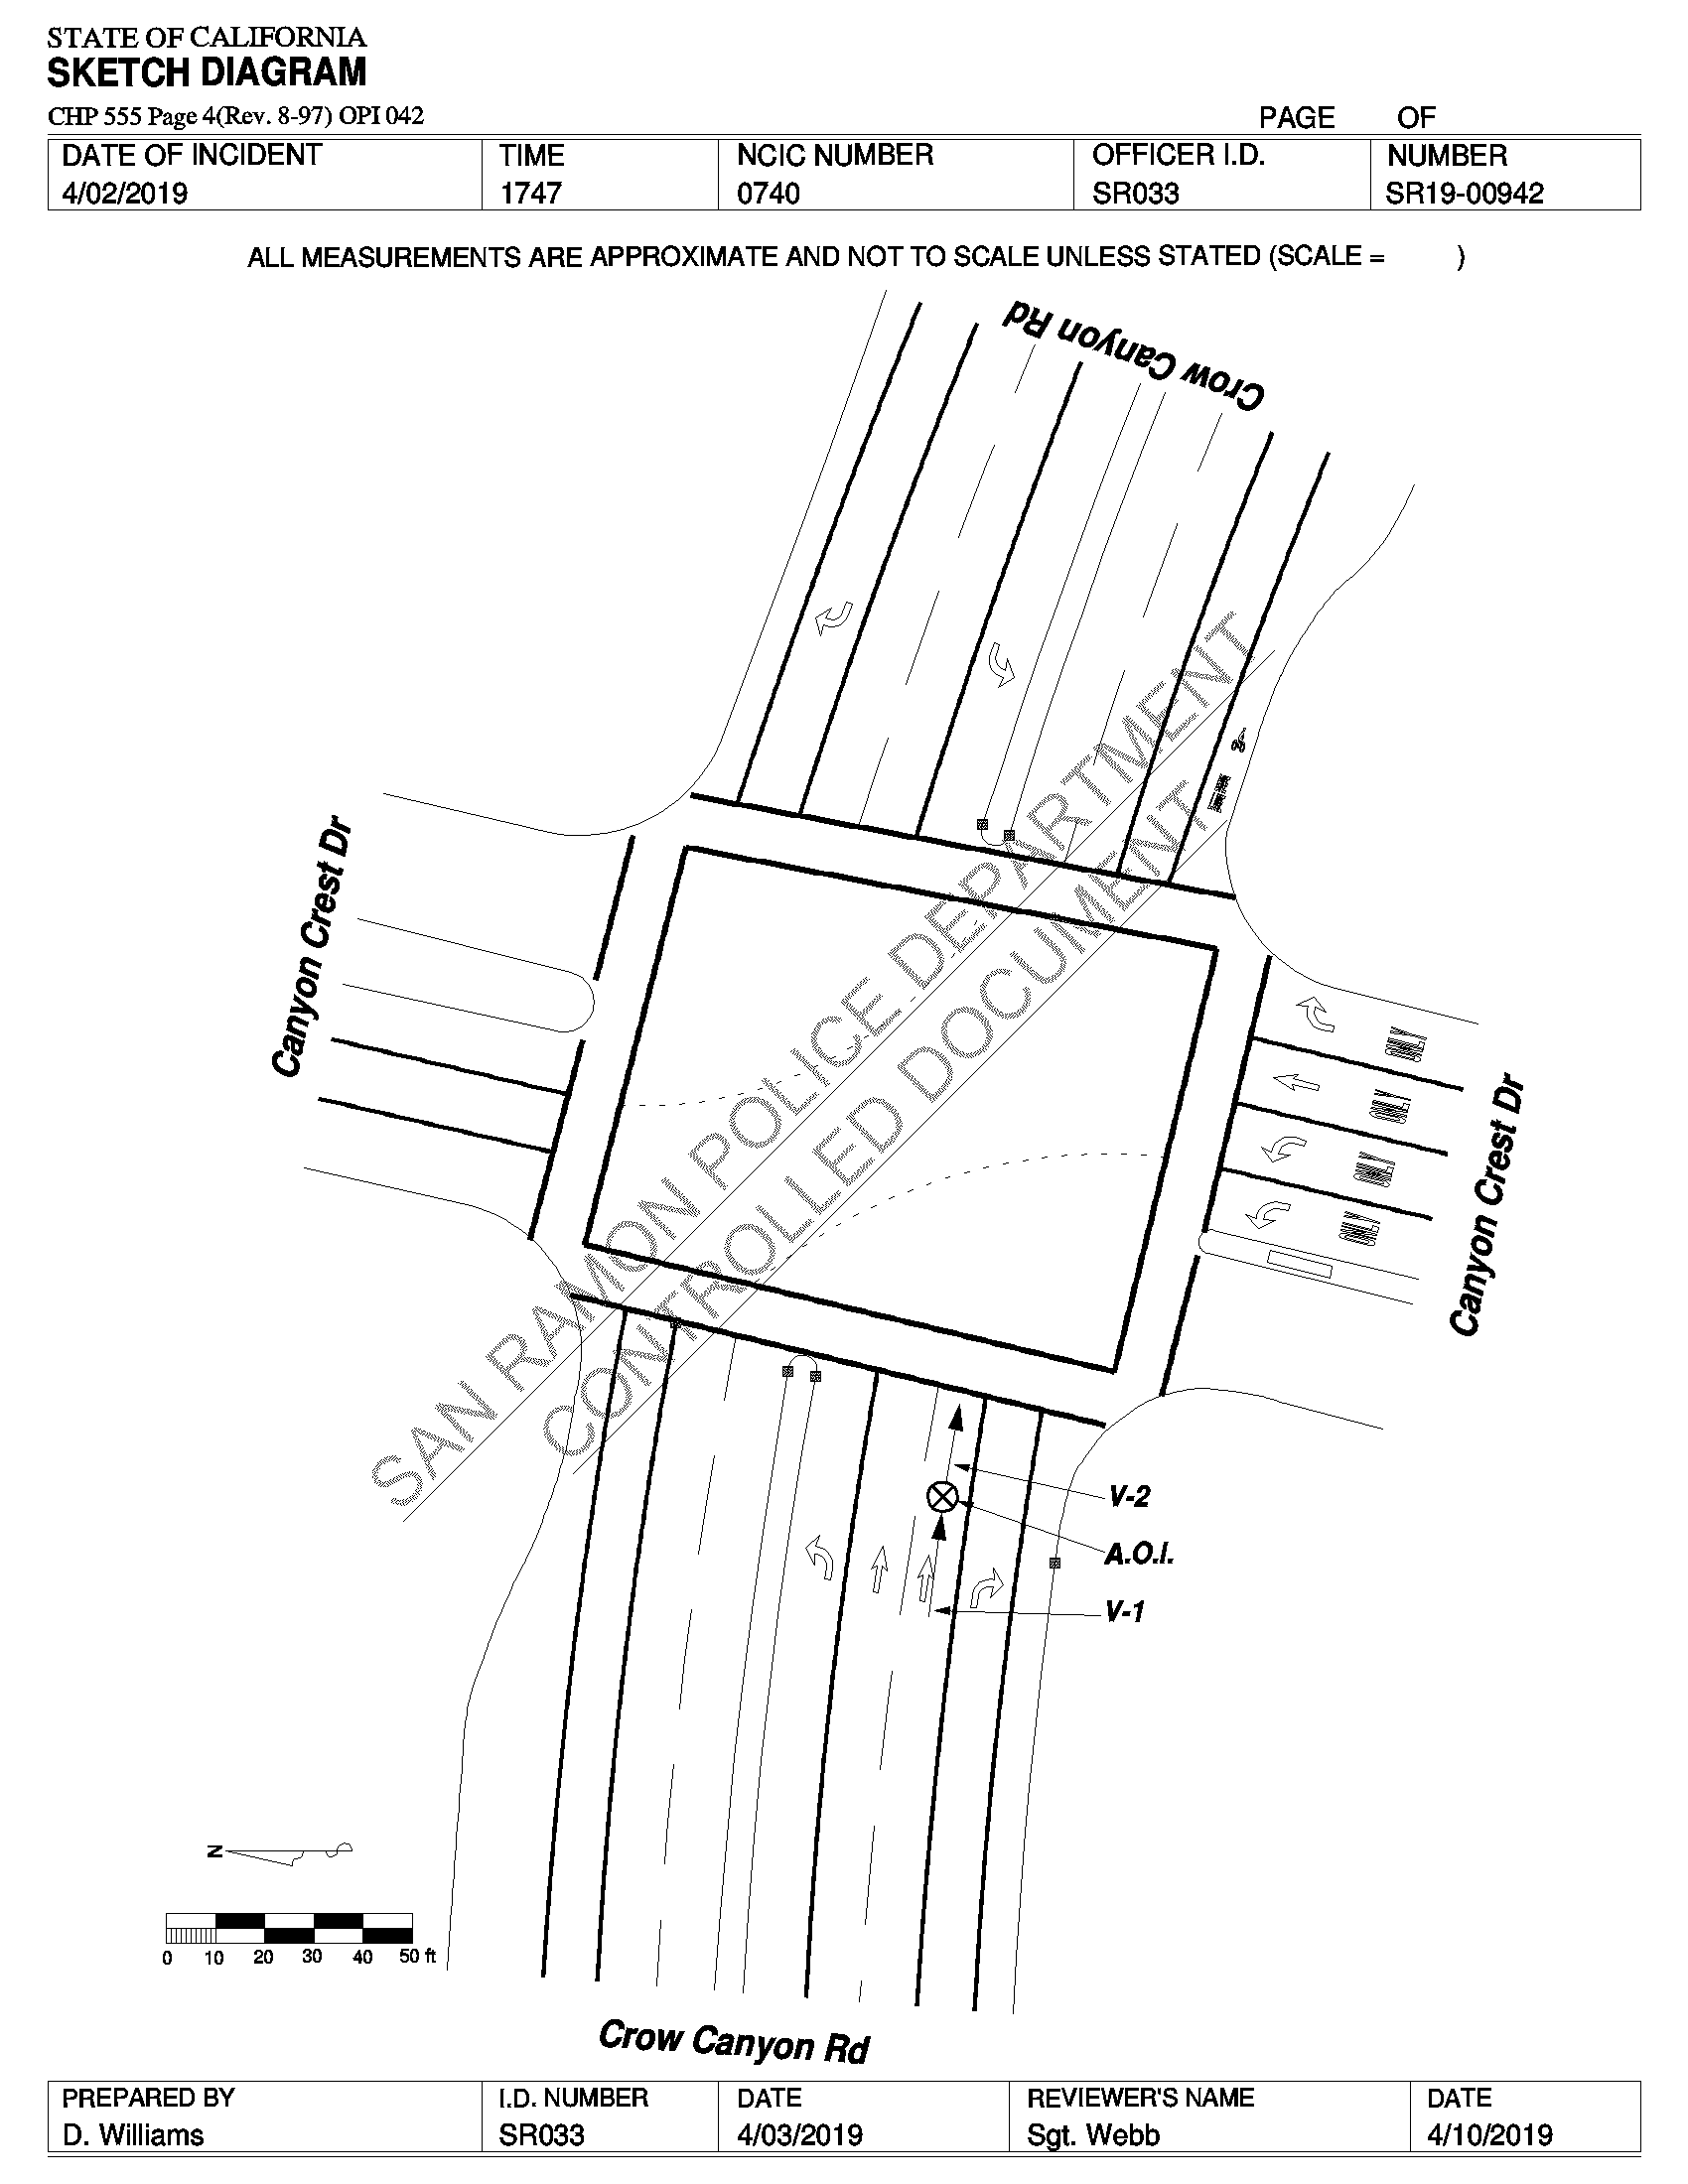 STATE OF CALIFORNIA
SKETCH DIAGRAM
CHP 555 Page 4(Rev. 8-97) OPI 042
PAGE OF
DATE OF INCIDENT
4/02/2019
TIME
1747
NCIC NUMBER
0740
OFFICER I.D.
SR033
NUMBER
SR19-00942
ALL MEASUREMENTS ARE APPROXIMATE AND NOT TO SCALE UNLESS STATED (SCALE = )
Crow Canyon Rd
Canyon Crest Dr
SAN RAMON POLICE DEPARTMENT
CONTROLLED DOCUMENT
ONLY
ONLY
ONLY
ONLY
Canyon Crest Dr
V-2
A.O.I.
V-1
N
0 10 20 30 40 50 ft
Crow Canyon Rd
PREPARED BY
D. Williams
I.D. NUMBER
SR033
DATE
4/03/2019
REVIEWER'S NAME
Sgt. Webb
DATE
4/10/2019